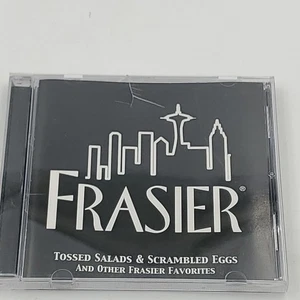 FRASIER®
TOSSED SALADS & SCRAMBLED EGGS
AND OTHER FRASIER FAVORITES